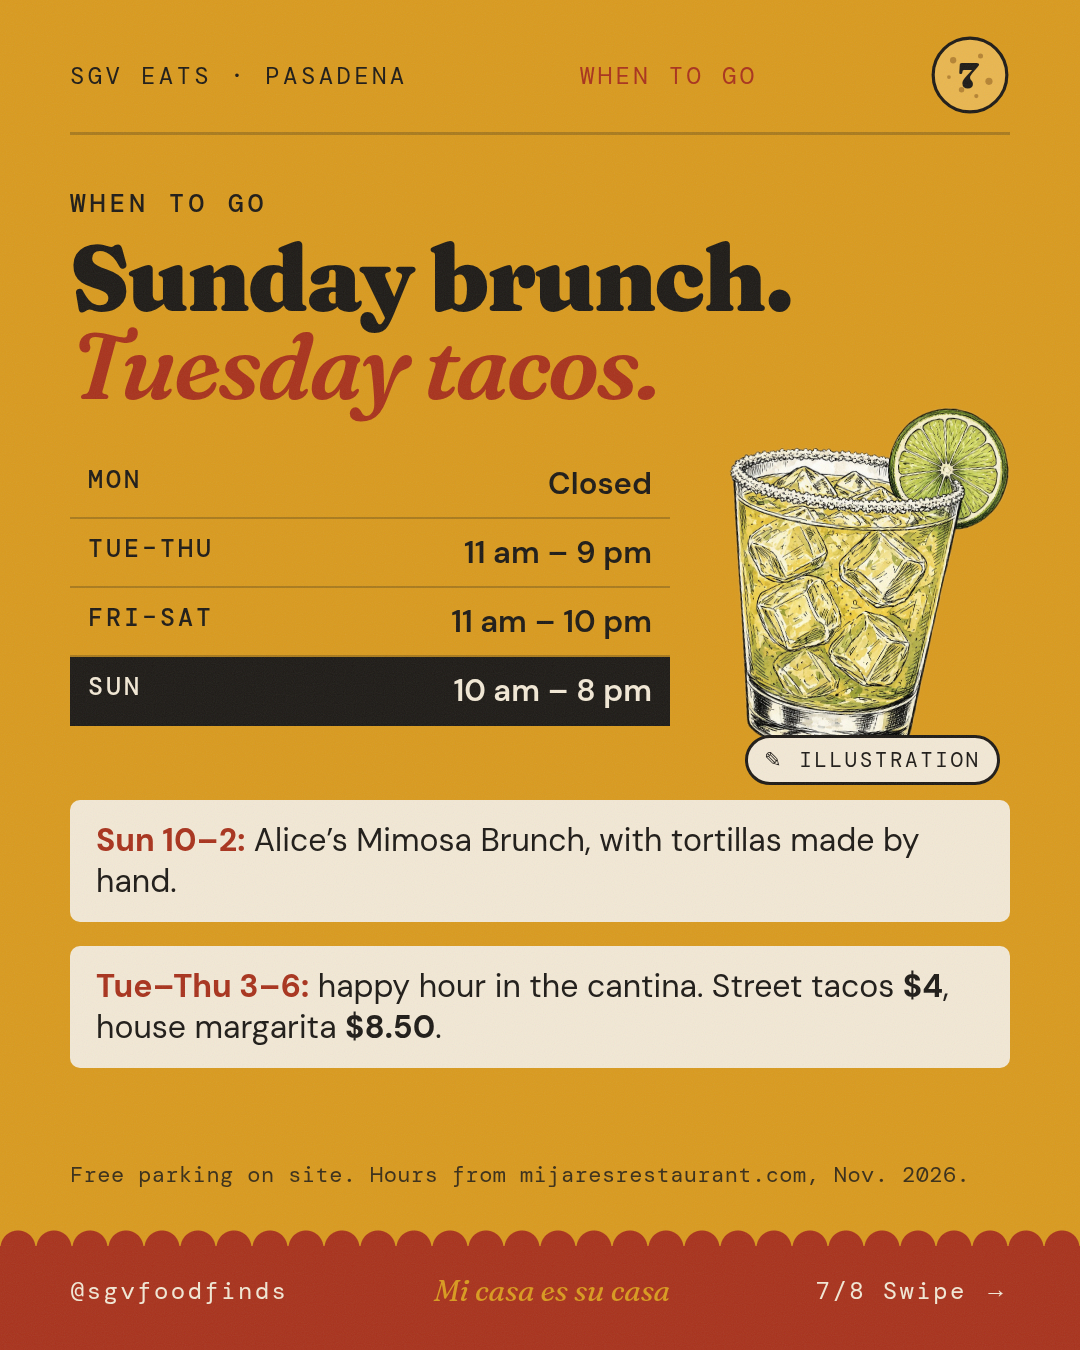 SGV EATS · PASADENA
WHEN TO GO
7
WHEN TO GO
Sunday brunch.
Tuesday tacos.
MON Closed
TUE–THU 11 am – 9 pm
FRI–SAT 11 am – 10 pm
SUN 10 am – 8 pm
✎ ILLUSTRATION
Sun 10–2: Alice’s Mimosa Brunch, with tortillas made by
hand.
Tue–Thu 3–6: happy hour in the cantina. Street tacos $4,
house margarita $8.50.
Free parking on site. Hours from mijaresrestaurant.com, Nov. 2026.
@sgvfoodfinds
Mi casa es su casa
7/8 Swipe →